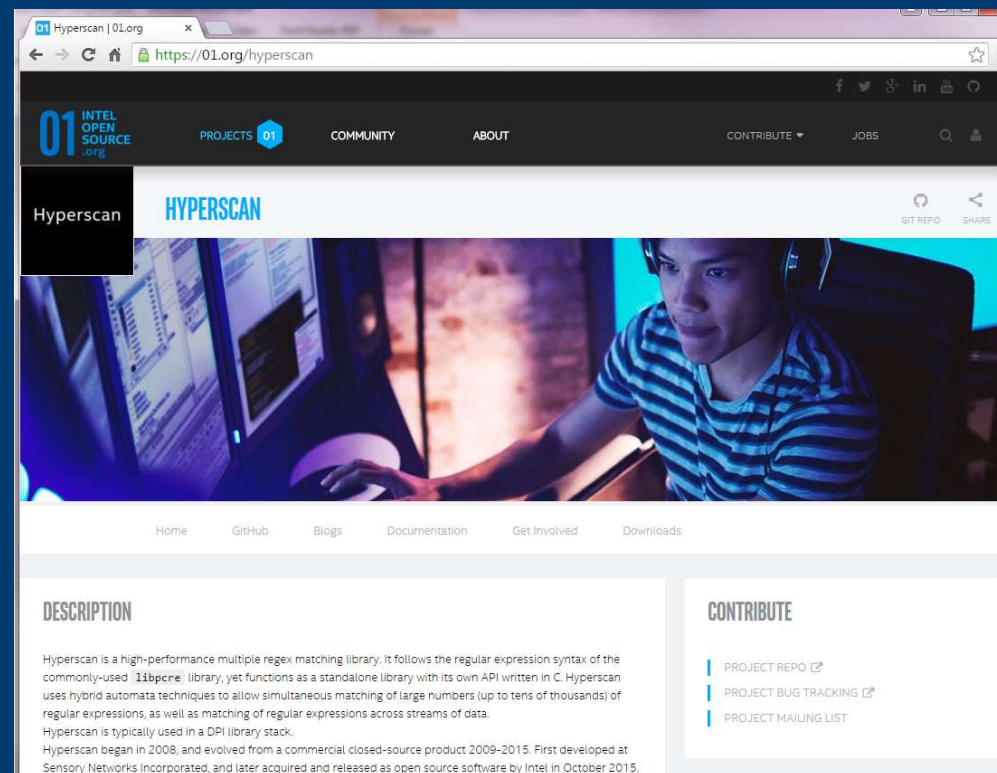 Hyperscan | 01.org
https://01.org/hyperscan
01 INTEL
OPEN
SOURCE
.org
PROJECTS 01
COMMUNITY
ABOUT
CONTRIBUTE
JOBS
Hyperscan
HYPERSCAN
GIT REPO
SHARE
Home GitHub Blogs Documentation Get Involved Downloads
DESCRIPTION
Hyperscan is a high-performance multiple regex matching library. It follows the regular expression syntax of the
commonly-used libpcre library, yet functions as a standalone library with its own API written in C. Hyperscan
uses hybrid automata techniques to allow simultaneous matching of large numbers (up to tens of thousands) of
regular expressions, as well as matching of regular expressions across streams of data.
Hyperscan is typically used in a DPI library stack.
Hyperscan began in 2008, and evolved from a commercial closed-source product 2009-2015. First developed at
Sensory Networks Incorporated, and later acquired and released as open source software by Intel in October 2015.
CONTRIBUTE
PROJECT REPO
PROJECT BUG TRACKING
PROJECT MAILING LIST